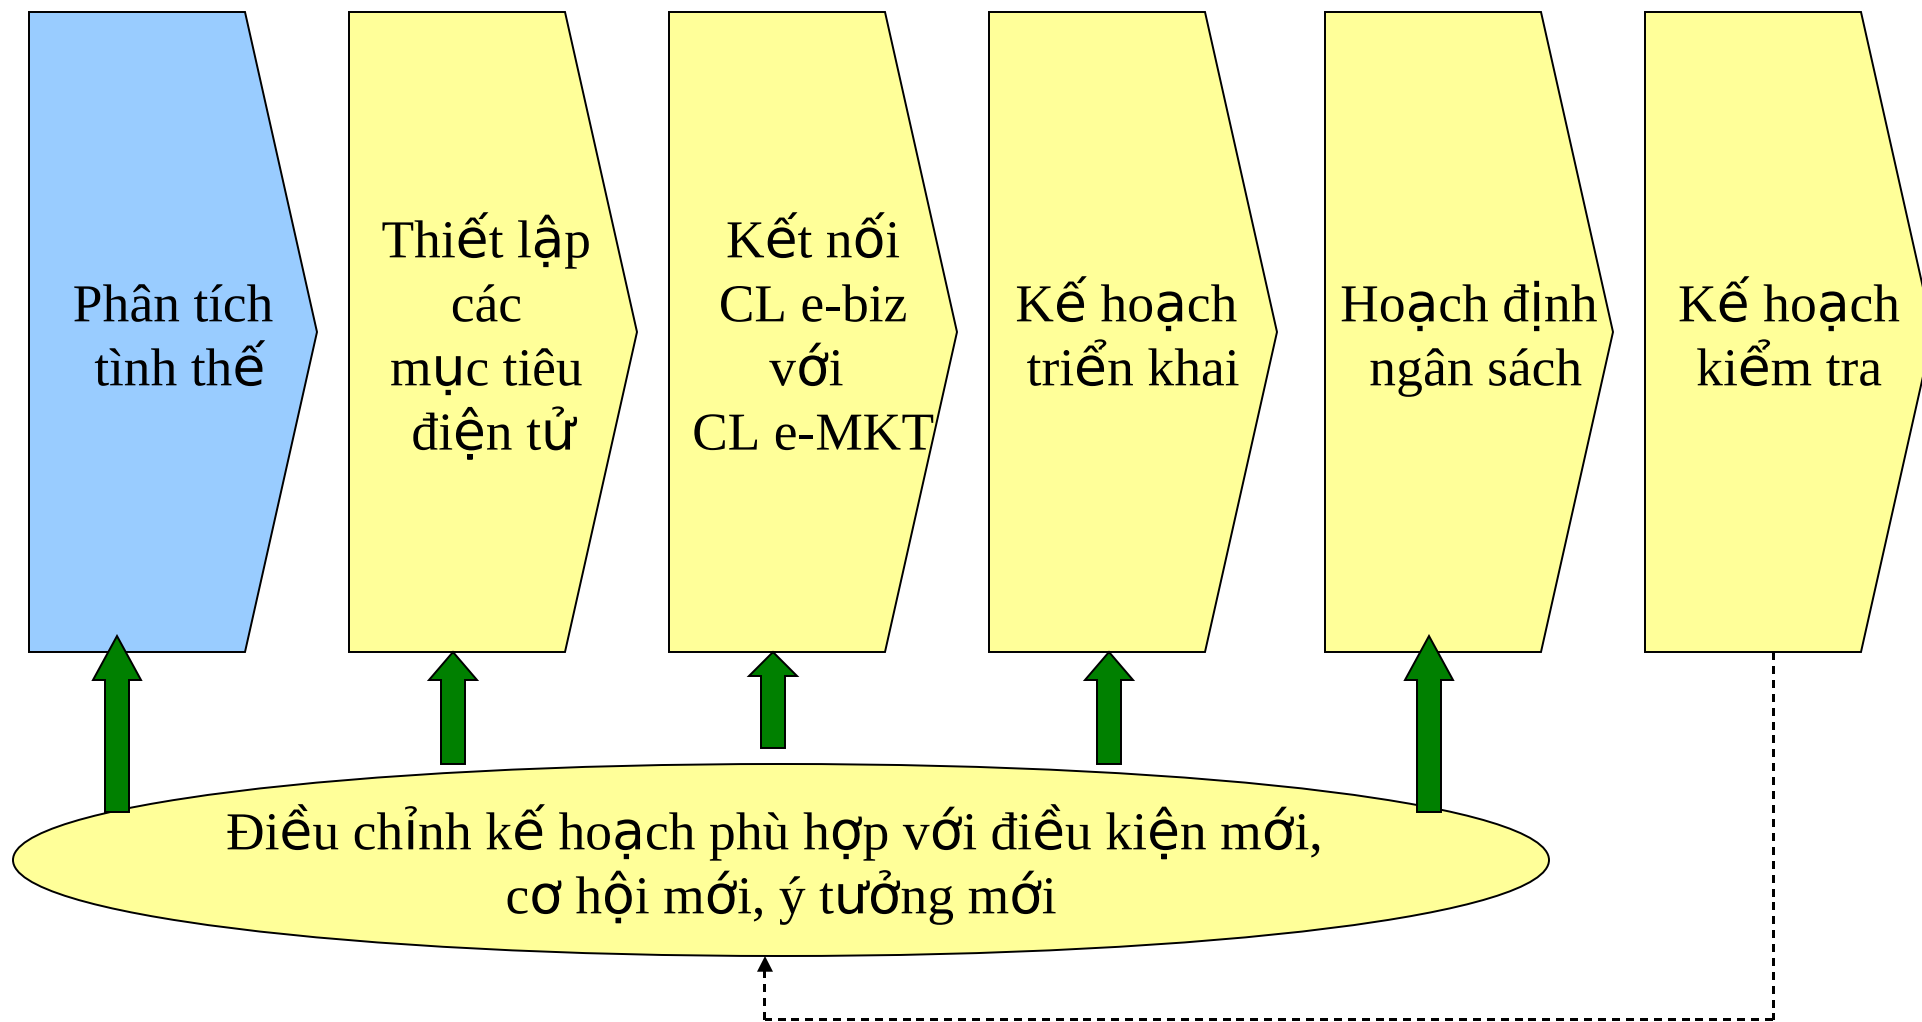 Phân tích
tình thế
Thiết lập
các
mục tiêu
điện tử
Kết nối
CL e-biz
với
CL e-MKT
Kế hoạch
triển khai
Hoạch định
ngân sách
Kế hoạch
kiểm tra
Điều chỉnh kế hoạch phù hợp với điều kiện mới,
cơ hội mới, ý tưởng mới